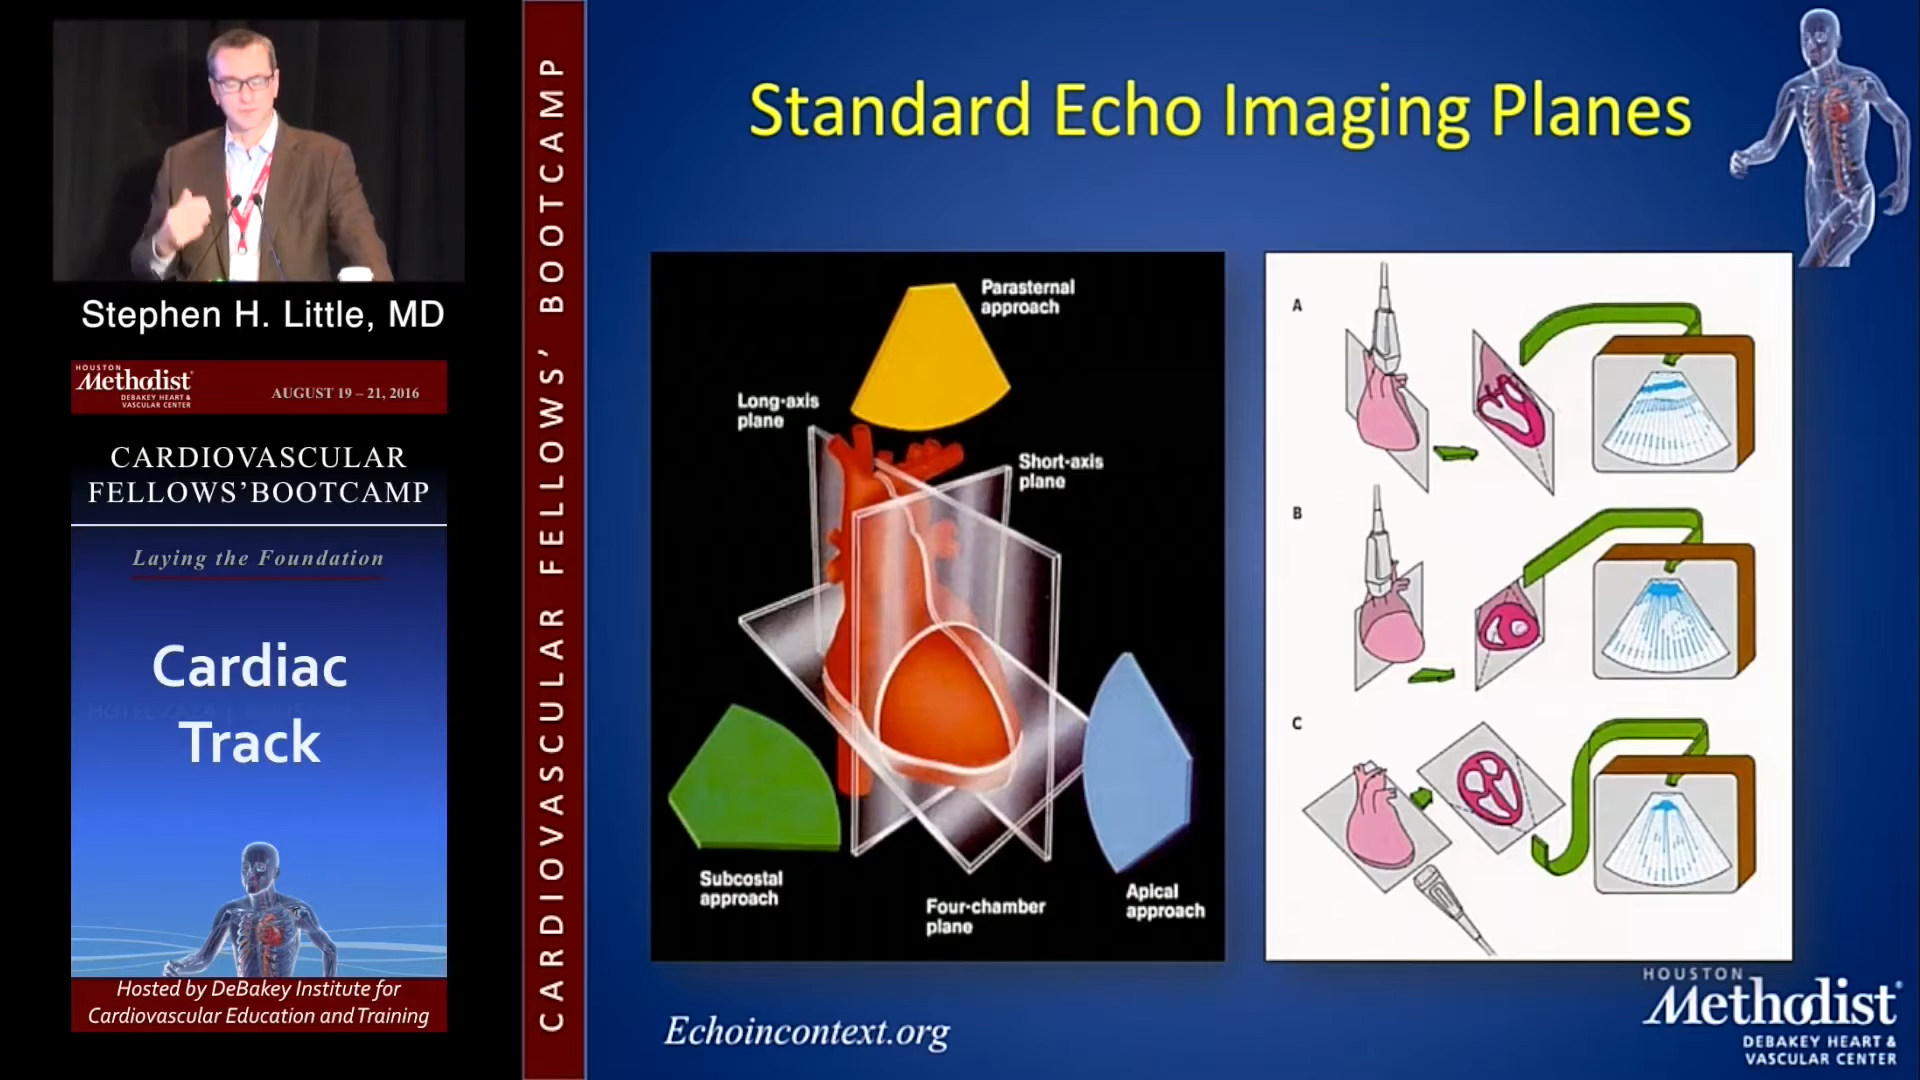 Stephen H. Little, MD
HOUSTON
Methodist
DEBAKEY HEART &
VASCULAR CENTER
AUGUST 19 – 21, 2016
CARDIOVASCULAR
FELLOWS'BOOTCAMP
Laying the Foundation
Cardiac
Track
Hosted by DeBakey Institute for
Cardiovascular Education and Training
CARDIOVASCULAR FELLOWS' BOOTCAMP
Standard Echo Imaging Planes
Parasternal
approach
Long-axis
plane
Short-axis
plane
Subcostal
approach
Four-chamber
plane
Apical
approach
A
B
C
Echoincontext.org
HOUSTON
Methodist
DEBAKEY HEART &
VASCULAR CENTER